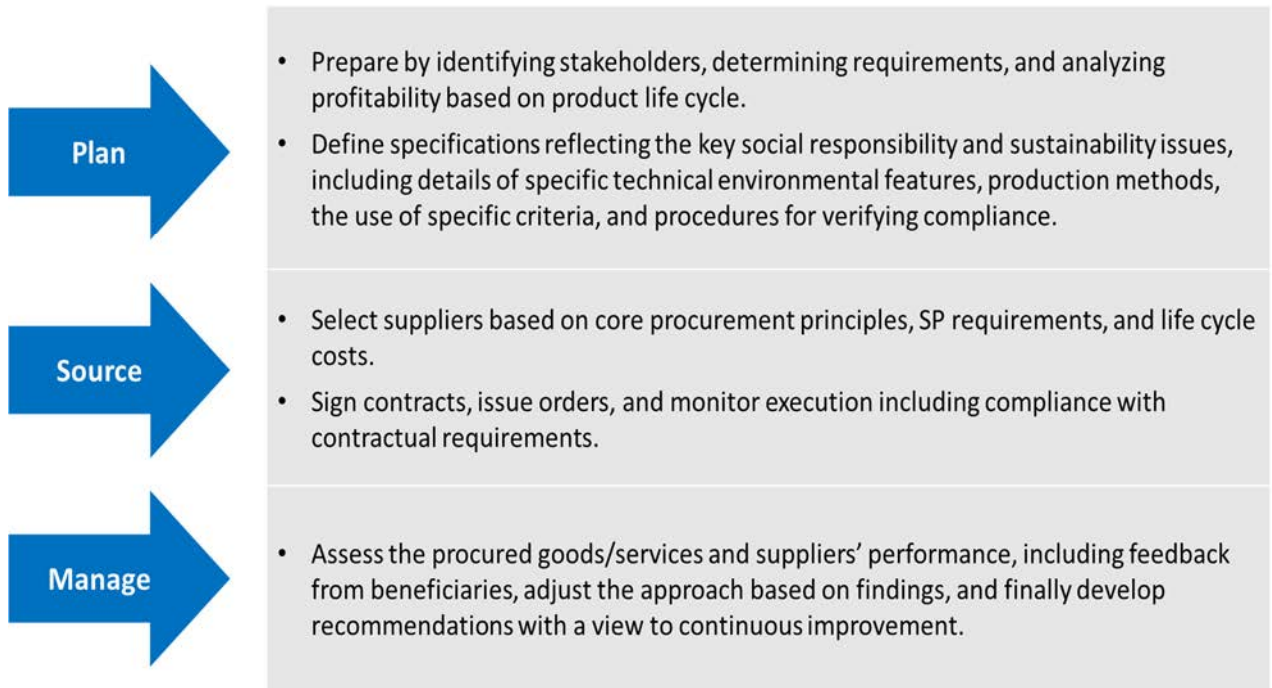 Plan
• Prepare by identifying stakeholders, determining requirements, and analyzing
profitability based on product life cycle.
• Define specifications reflecting the key social responsibility and sustainability issues,
including details of specific technical environmental features, production methods,
the use of specific criteria, and procedures for verifying compliance.
Source
• Select suppliers based on core procurement principles, SP requirements, and life cycle
costs.
• Sign contracts, issue orders, and monitor execution including compliance with
contractual requirements.
Manage
• Assess the procured goods/services and suppliers’ performance, including feedback
from beneficiaries, adjust the approach based on findings, and finally develop
recommendations with a view to continuous improvement.